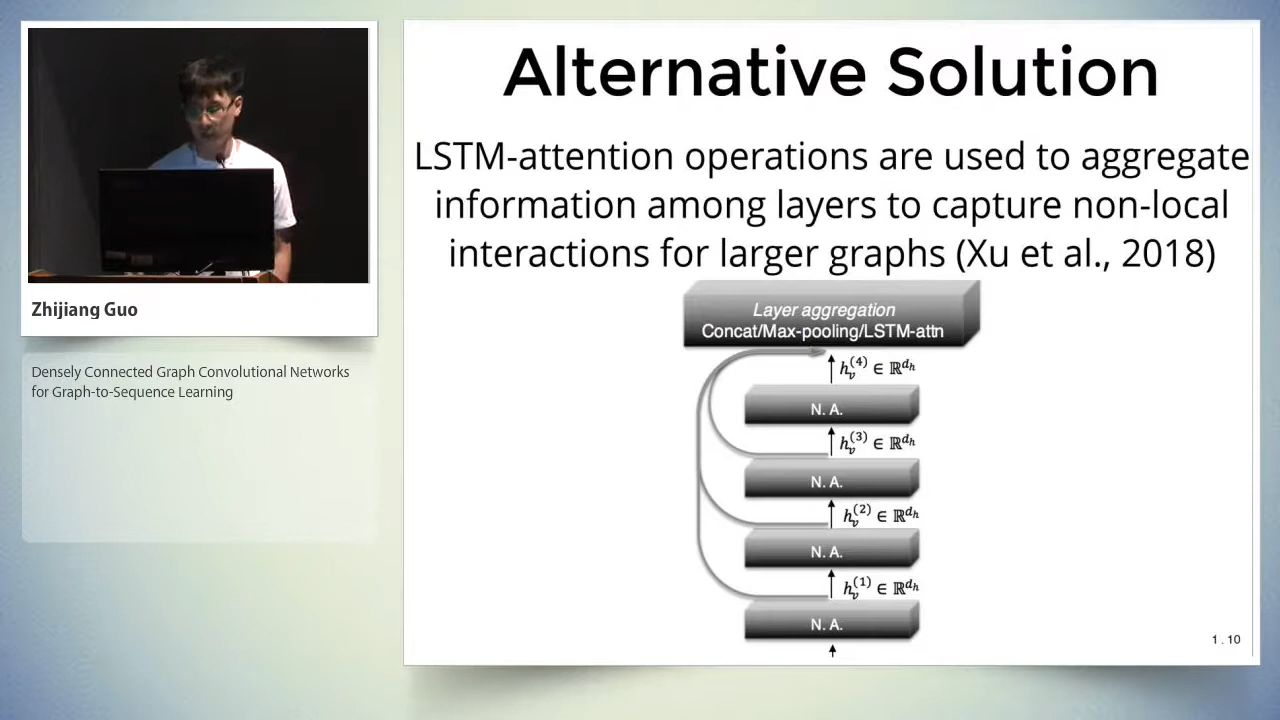 Alternative Solution
LSTM-attention operations are used to aggregate
information among layers to capture non-local
interactions for larger graphs (Xu et al., 2018)
Layer aggregation
Concat/Max-pooling/LSTM-attn
h_v^(4) ∈ ℝ^{d_h}
N. A.
h_v^(3) ∈ ℝ^{d_h}
N. A.
h_v^(2) ∈ ℝ^{d_h}
N. A.
h_v^(1) ∈ ℝ^{d_h}
N. A.
1 . 10
Zhijiang Guo
Densely Connected Graph Convolutional Networks
for Graph-to-Sequence Learning